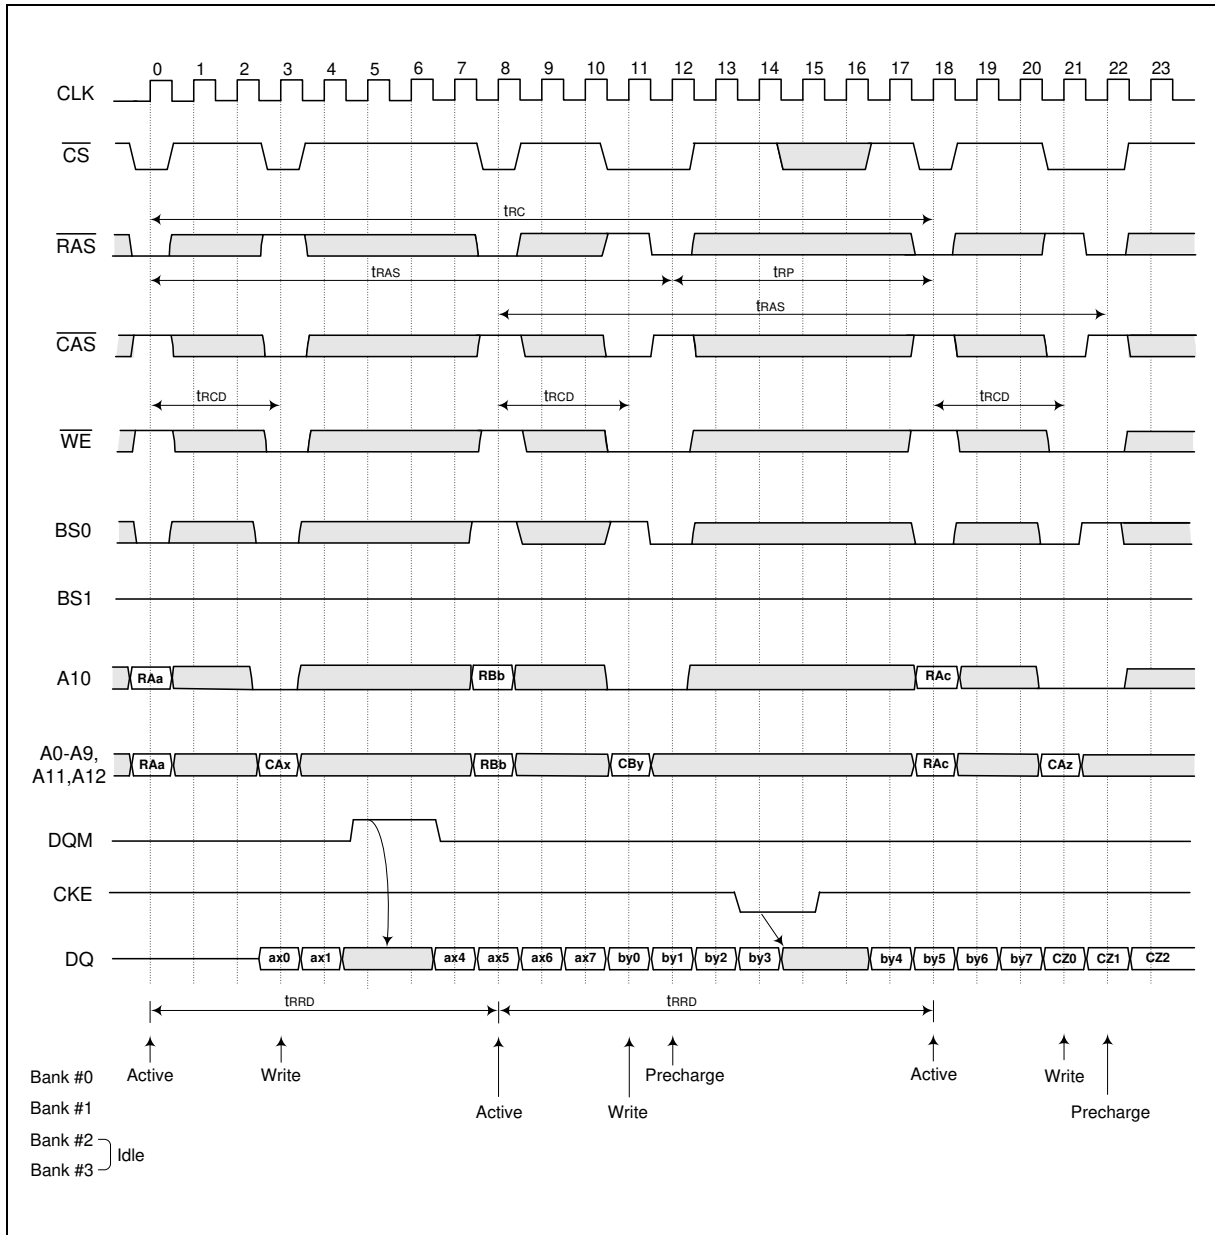 0 1 2 3 4 5 6 7 8 9 10 11 12 13 14 15 16 17 18 19 20 21 22 23
CLK
CS
tRC
RAS
tRAS tRP
tRAS
CAS
tRCD tRCD tRCD
WE
BS0
BS1
A10 RAa RBb RAc
A0-A9,
A11,A12 RAa CAx RBb CBy RAc CAz
DQM
CKE
DQ ax0 ax1 ax4 ax5 ax6 ax7 by0 by1 by2 by3 by4 by5 by6 by7 CZ0 CZ1 CZ2
tRRD tRRD
Bank #0 Active Write Precharge Active Write
Bank #1 Active Write Precharge
Bank #2
Idle
Bank #3